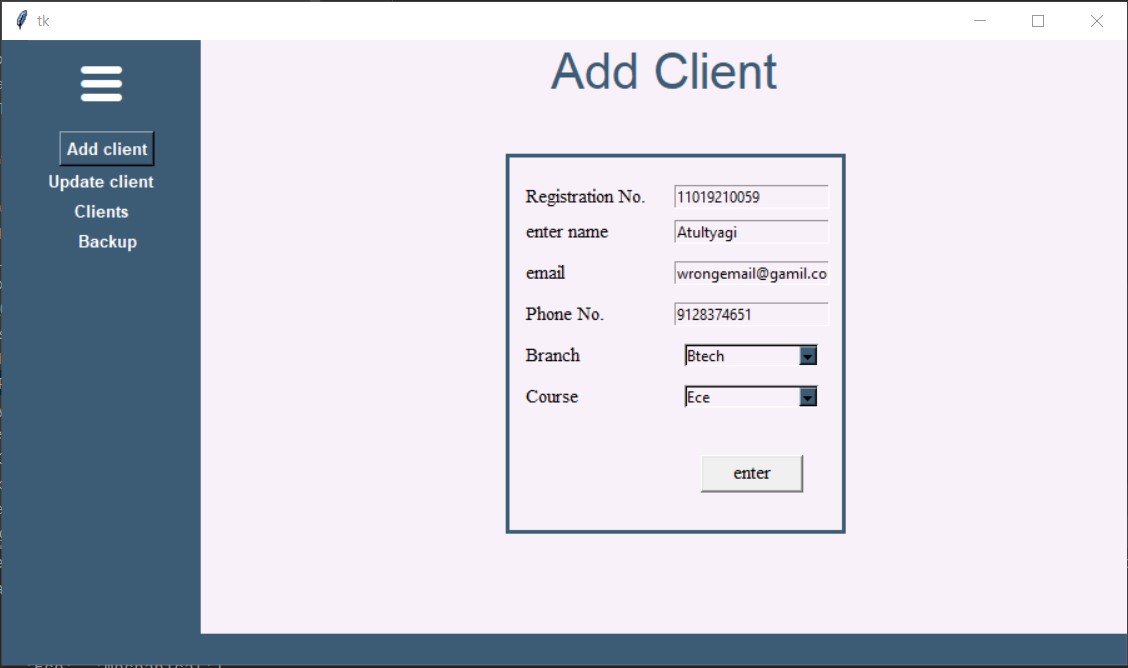 tk
Add Client
Add client
Update client
Clients
Backup
Registration No. 11019210059
enter name Atultyagi
email wrongemail@gamil.co
Phone No. 9128374651
Branch Btech
Course Ece
enter